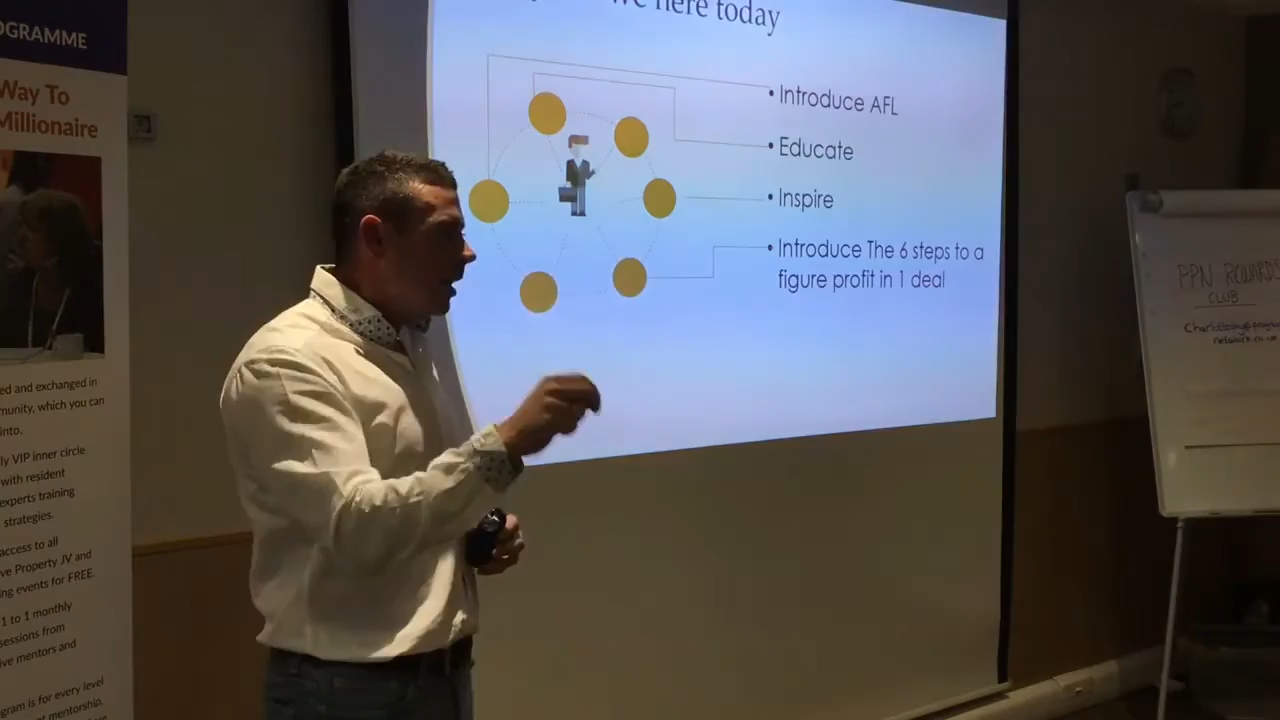 OGRAMME
Way To
Millionaire
ed and exchanged in
munity, which you can
into.
ly VIP inner circle
with resident
experts training
strategies.
access to all
ve Property JV and
ng events for FREE.
1 to 1 monthly
sessions from
ive mentors and
gram is for every level
t mentorship.
we here today
• Introduce AFL
• Educate
• Inspire
• Introduce The 6 steps to a
figure profit in 1 deal
PPN REWARDS
CLUB